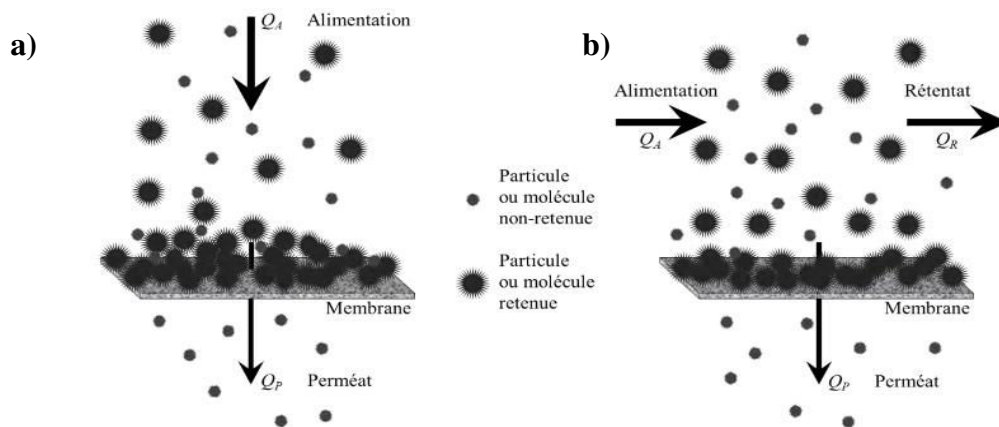 a)
Q_A Alimentation
Membrane
Q_P Perméat
Particule
ou molécule
non-retenue
Particule
ou molécule
retenue
b)
Alimentation
Q_A
Rétentat
Q_R
Membrane
Q_P Perméat